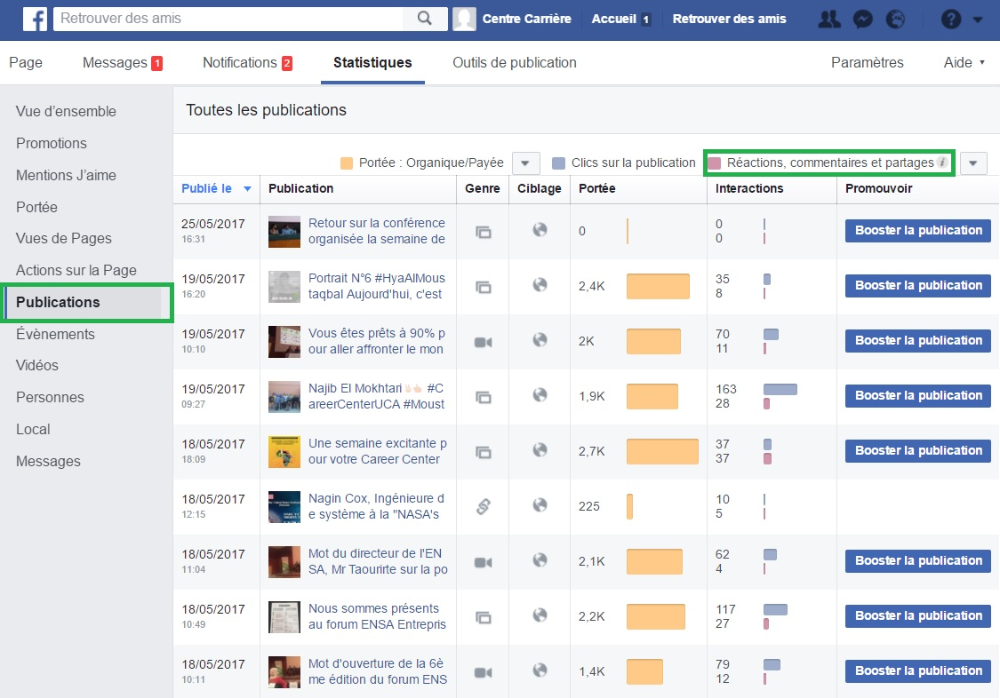 f Retrouver des amis Centre Carrière Accueil 1 Retrouver des amis ?
Page Messages 1 Notifications 2 Statistiques Outils de publication Paramètres Aide
Vue d'ensemble
Promotions
Mentions J'aime
Portée
Vues de Pages
Actions sur la Page
Publications
Évènements
Vidéos
Personnes
Local
Messages
Toutes les publications
Portée : Organique/Payée Clics sur la publication Réactions, commentaires et partages i
Publié le Publication Genre Ciblage Portée Interactions Promouvoir
25/05/2017
16:31
Retour sur la conférence
organisée la semaine de
0
0
0
Booster la publication
19/05/2017
16:20
Portrait N°6 #HyaAlMous
taqbal Aujourd'hui, c'est
2,4K
35
8
Booster la publication
19/05/2017
10:10
Vous êtes prêts à 90% p
our aller affronter le mon
2K
70
11
Booster la publication
19/05/2017
09:27
Najib El Mokhtari👏🏻👍🏻 #C
areerCenterUCA #Moust
1,9K
163
28
Booster la publication
18/05/2017
18:09
Une semaine excitante p
our votre Career Center
2,7K
37
37
Booster la publication
18/05/2017
12:15
Nagin Cox, Ingénieure d
e système à la "NASA's
225
10
5
18/05/2017
11:04
Mot du directeur de l'EN
SA, Mr Taourirte sur la po
2,1K
62
4
Booster la publication
18/05/2017
10:49
Nous sommes présents
au forum ENSA Entrepris
2,2K
117
27
Booster la publication
18/05/2017
10:11
Mot d'ouverture de la 6è
me édition du forum ENS
1,4K
79
12
Booster la publication